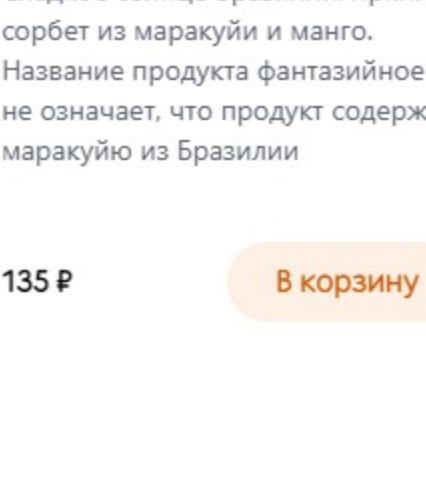 сорбет из маракуйи и манго.
Название продукта фантазийное
не означает, что продукт содерж
маракуйю из Бразилии
135 ₽
В корзину